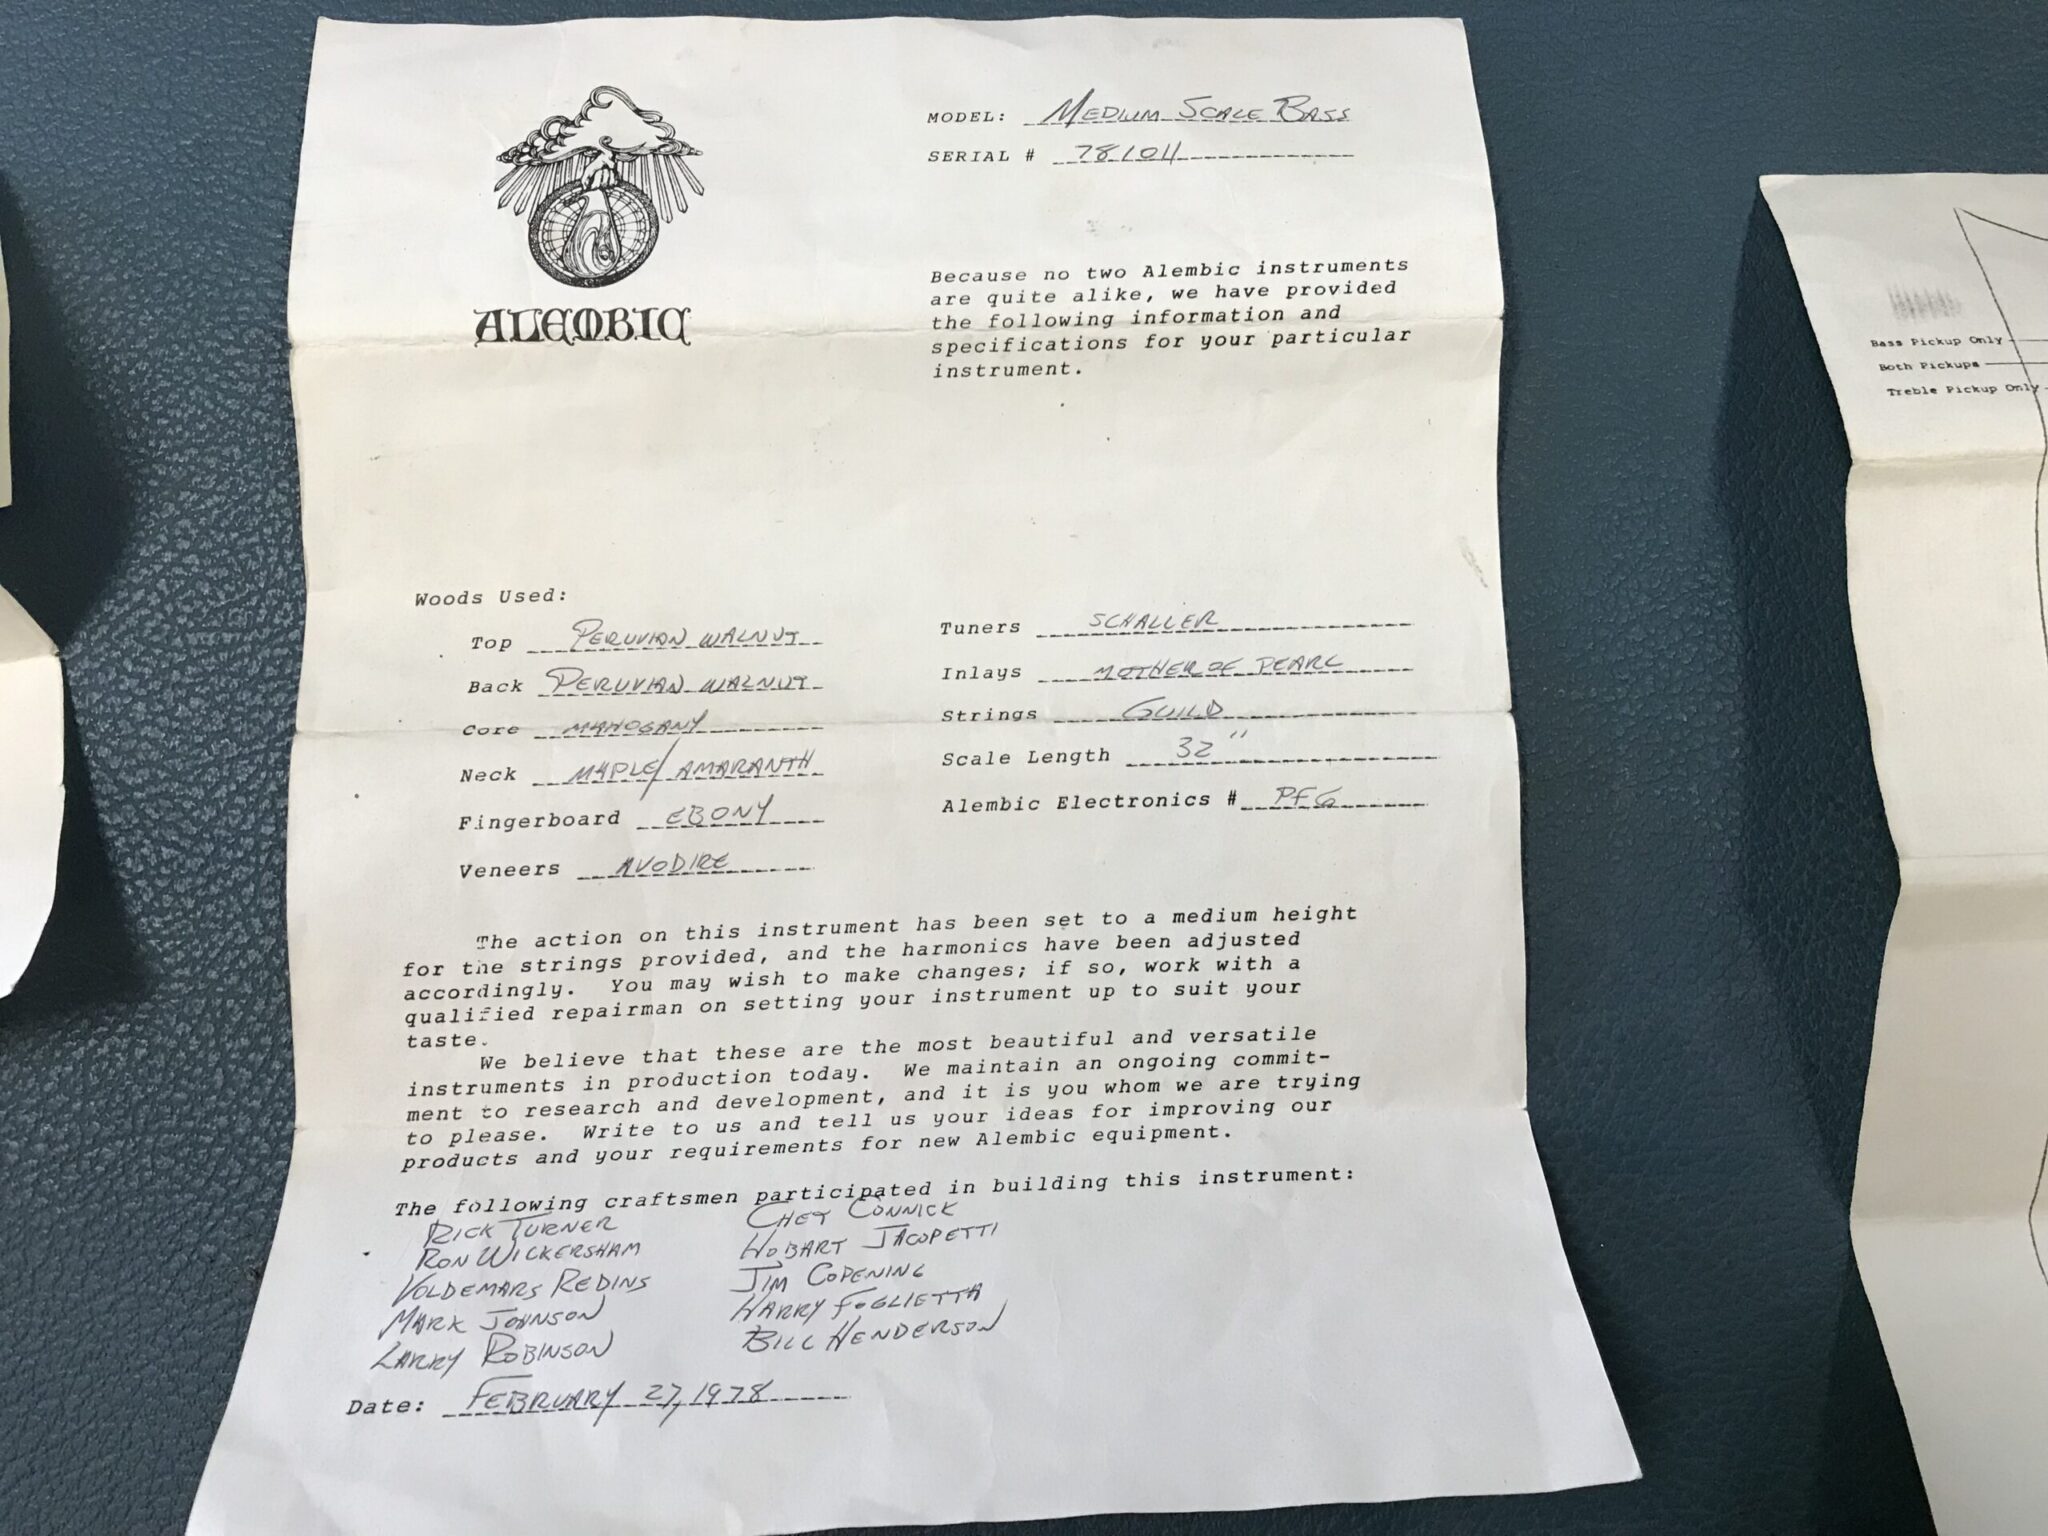 ALEMBIC
MODEL: MEDIUM SCALE BASS
SERIAL # 781011
Because no two Alembic instruments
are quite alike, we have provided
the following information and
specifications for your particular
instrument.
Woods Used:
Top PERUVIAN WALNUT
Back PERUVIAN WALNUT
Core MAHOGANY
Neck MAPLE/AMARANTH
Fingerboard EBONY
Veneers AVODIRE
Tuners SCHALLER
Inlays MOTHER OF PEARL
Strings GUILD
Scale Length 32"
Alembic Electronics # PFG
The action on this instrument has been set to a medium height
for the strings provided, and the harmonics have been adjusted
accordingly. You may wish to make changes; if so, work with a
qualified repairman on setting your instrument up to suit your
taste.
We believe that these are the most beautiful and versatile
instruments in production today. We maintain an ongoing commit-
ment to research and development, and it is you whom we are trying
to please. Write to us and tell us your ideas for improving our
products and your requirements for new Alembic equipment.
The following craftsmen participated in building this instrument:
RICK TURNER
RON WICKERSHAM
VOLDEMARS REDINS
MARK JOHNSON
LARRY ROBINSON
CHET CONNICK
HOBART JACOPETTI
JIM COPENING
HARRY FOGLIETTA
BILL HENDERSON
Date: FEBRUARY 27, 1978
Bass Pickup Only
Both Pickups
Treble Pickup Only